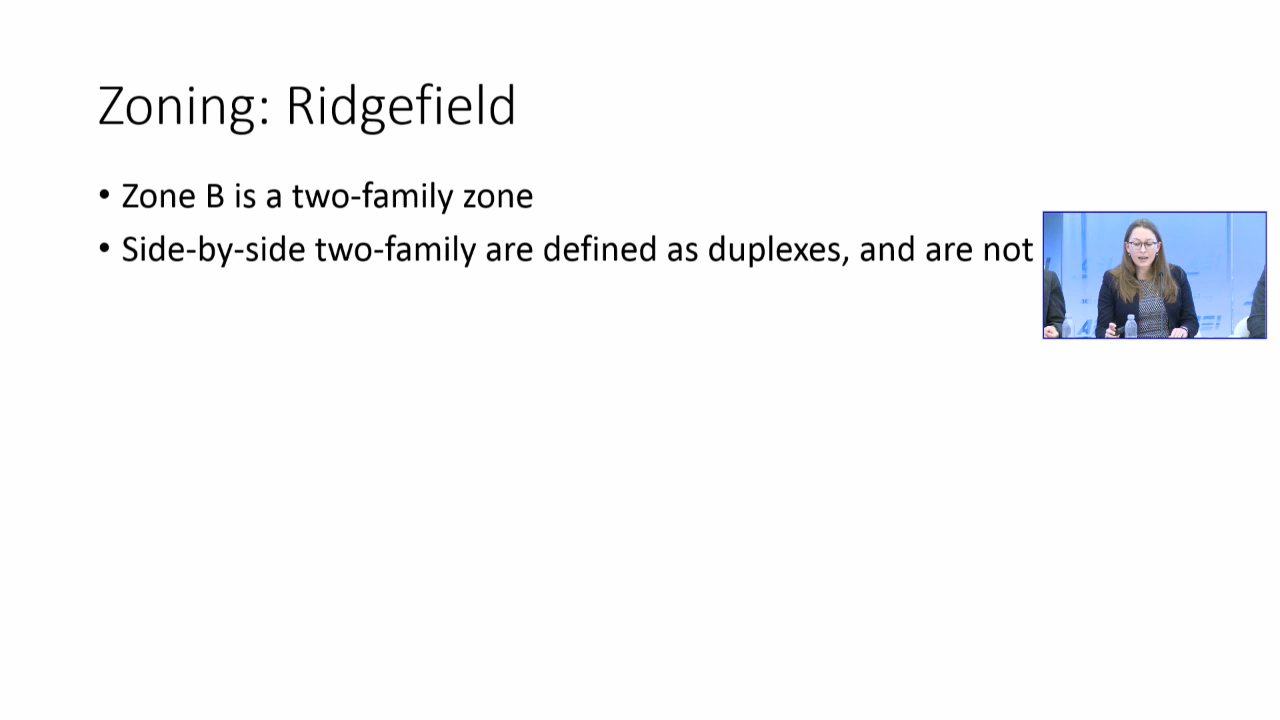 Zoning: Ridgefield
• Zone B is a two-family zone
• Side-by-side two-family are defined as duplexes, and are not